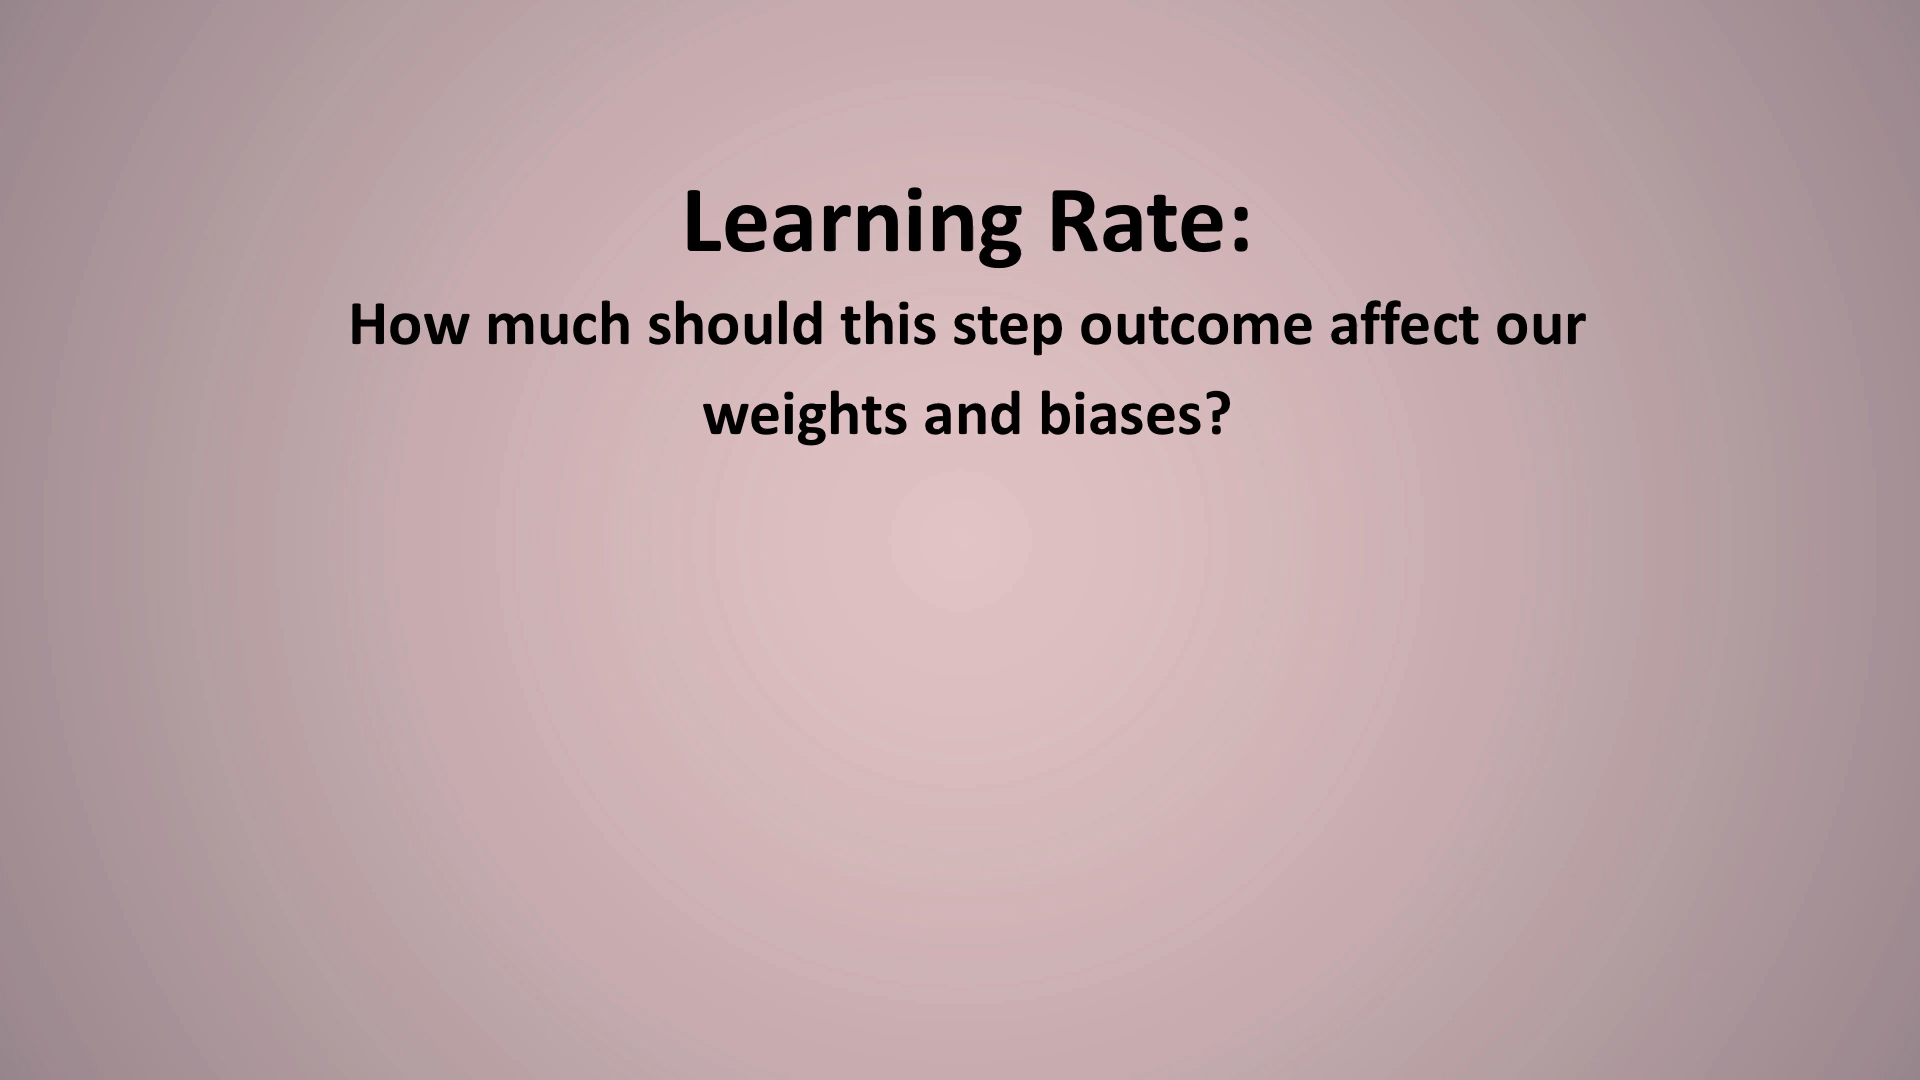 Learning Rate:
How much should this step outcome affect our
weights and biases?